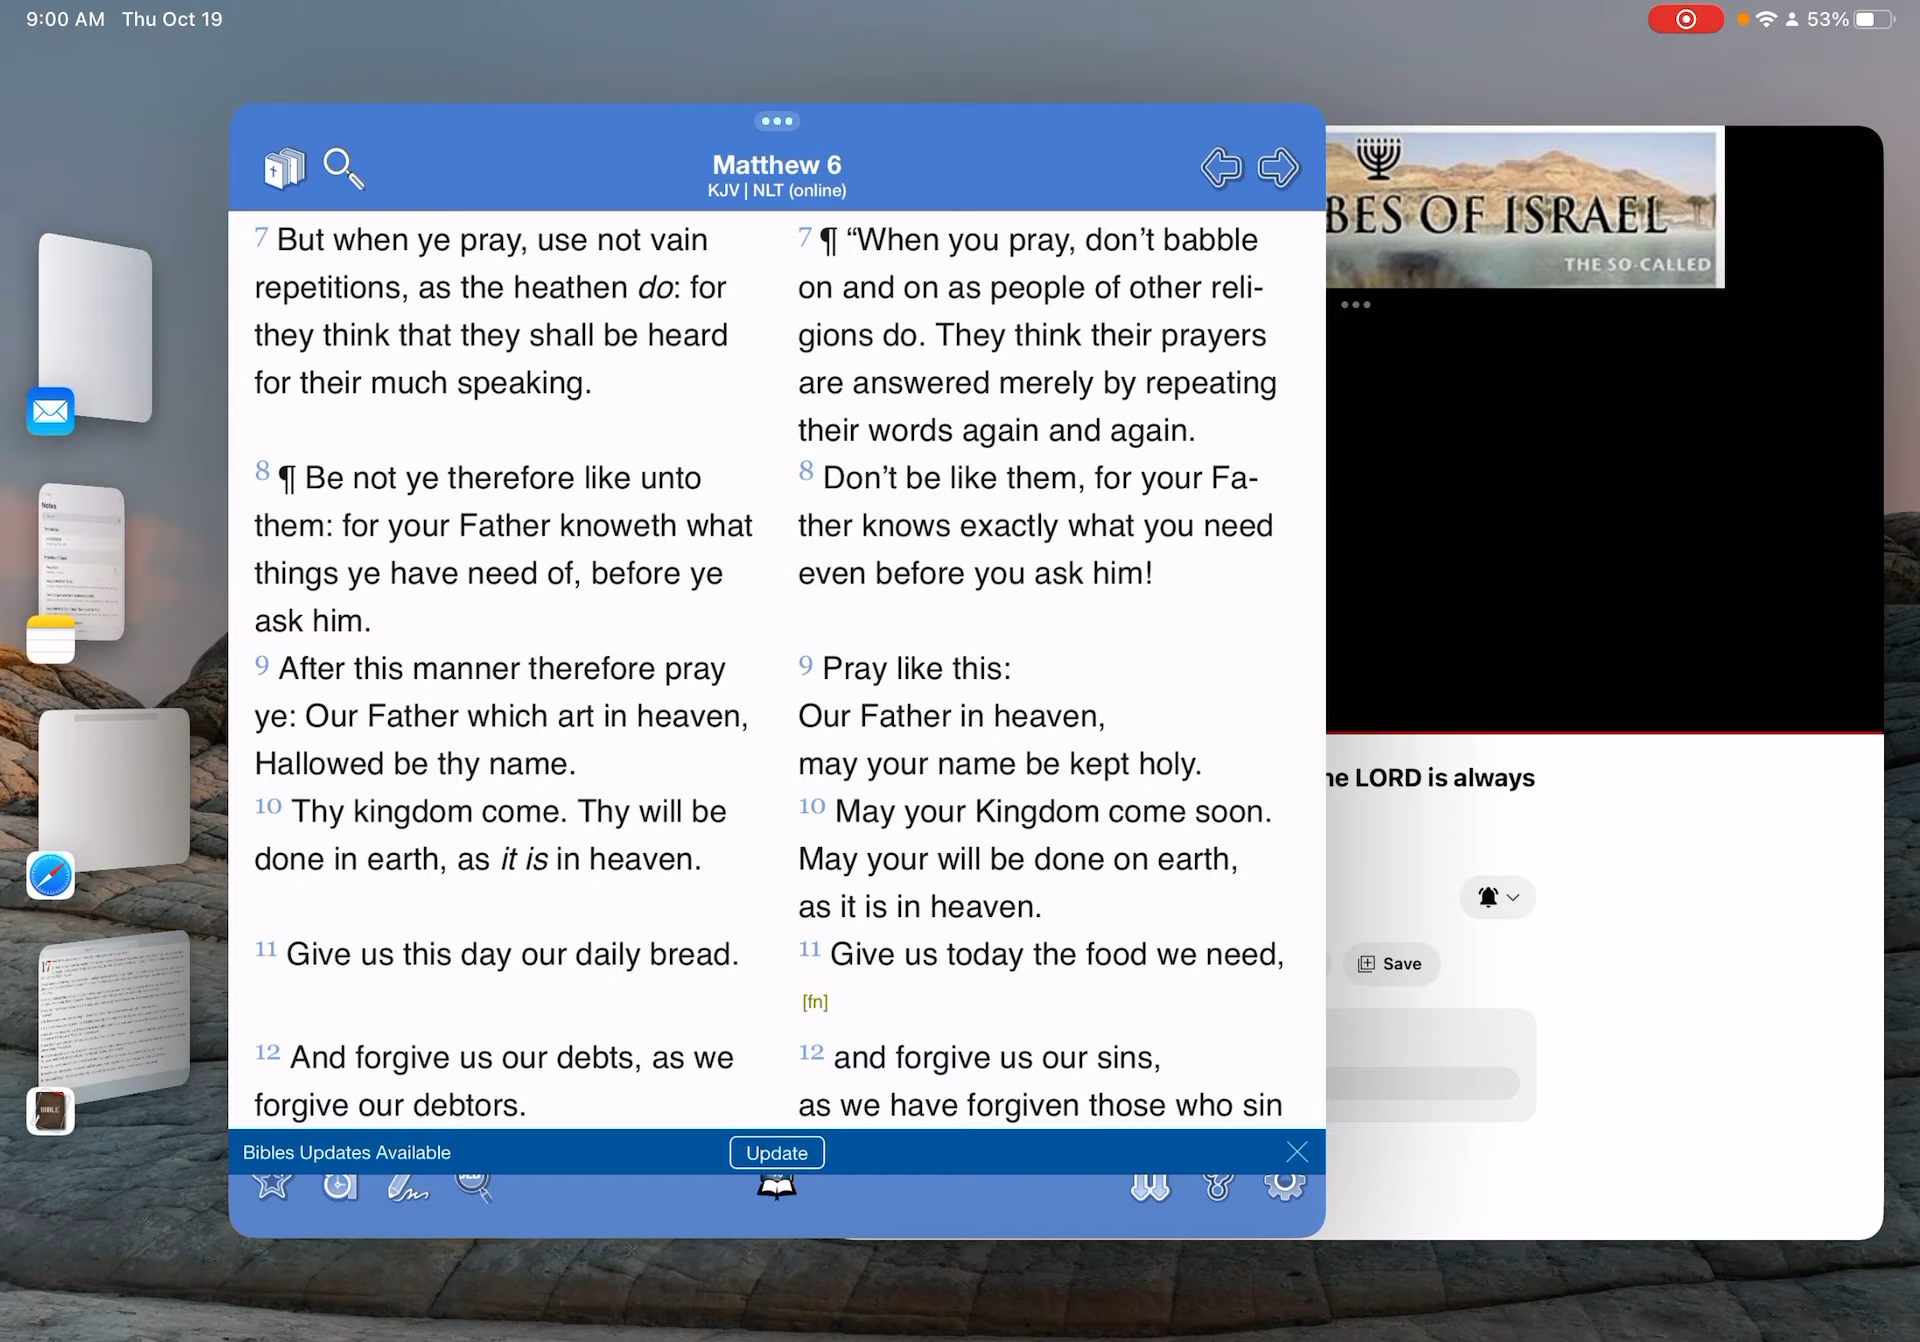 9:00 AM Thu Oct 19
53%
Matthew 6
KJV | NLT (online)
7 But when ye pray, use not vain
repetitions, as the heathen do: for
they think that they shall be heard
for their much speaking.
8 ¶ Be not ye therefore like unto
them: for your Father knoweth what
things ye have need of, before ye
ask him.
9 After this manner therefore pray
ye: Our Father which art in heaven,
Hallowed be thy name.
10 Thy kingdom come. Thy will be
done in earth, as it is in heaven.
11 Give us this day our daily bread.
12 And forgive us our debts, as we
forgive our debtors.
7 ¶ “When you pray, don’t babble
on and on as people of other reli-
gions do. They think their prayers
are answered merely by repeating
their words again and again.
8 Don’t be like them, for your Fa-
ther knows exactly what you need
even before you ask him!
9 Pray like this:
Our Father in heaven,
may your name be kept holy.
10 May your Kingdom come soon.
May your will be done on earth,
as it is in heaven.
11 Give us today the food we need,
[fn]
12 and forgive us our sins,
as we have forgiven those who sin
Bibles Updates Available
Update
BES OF ISRAEL
THE SO-CALLED
he LORD is always
Save
Notes
17
BIBLE